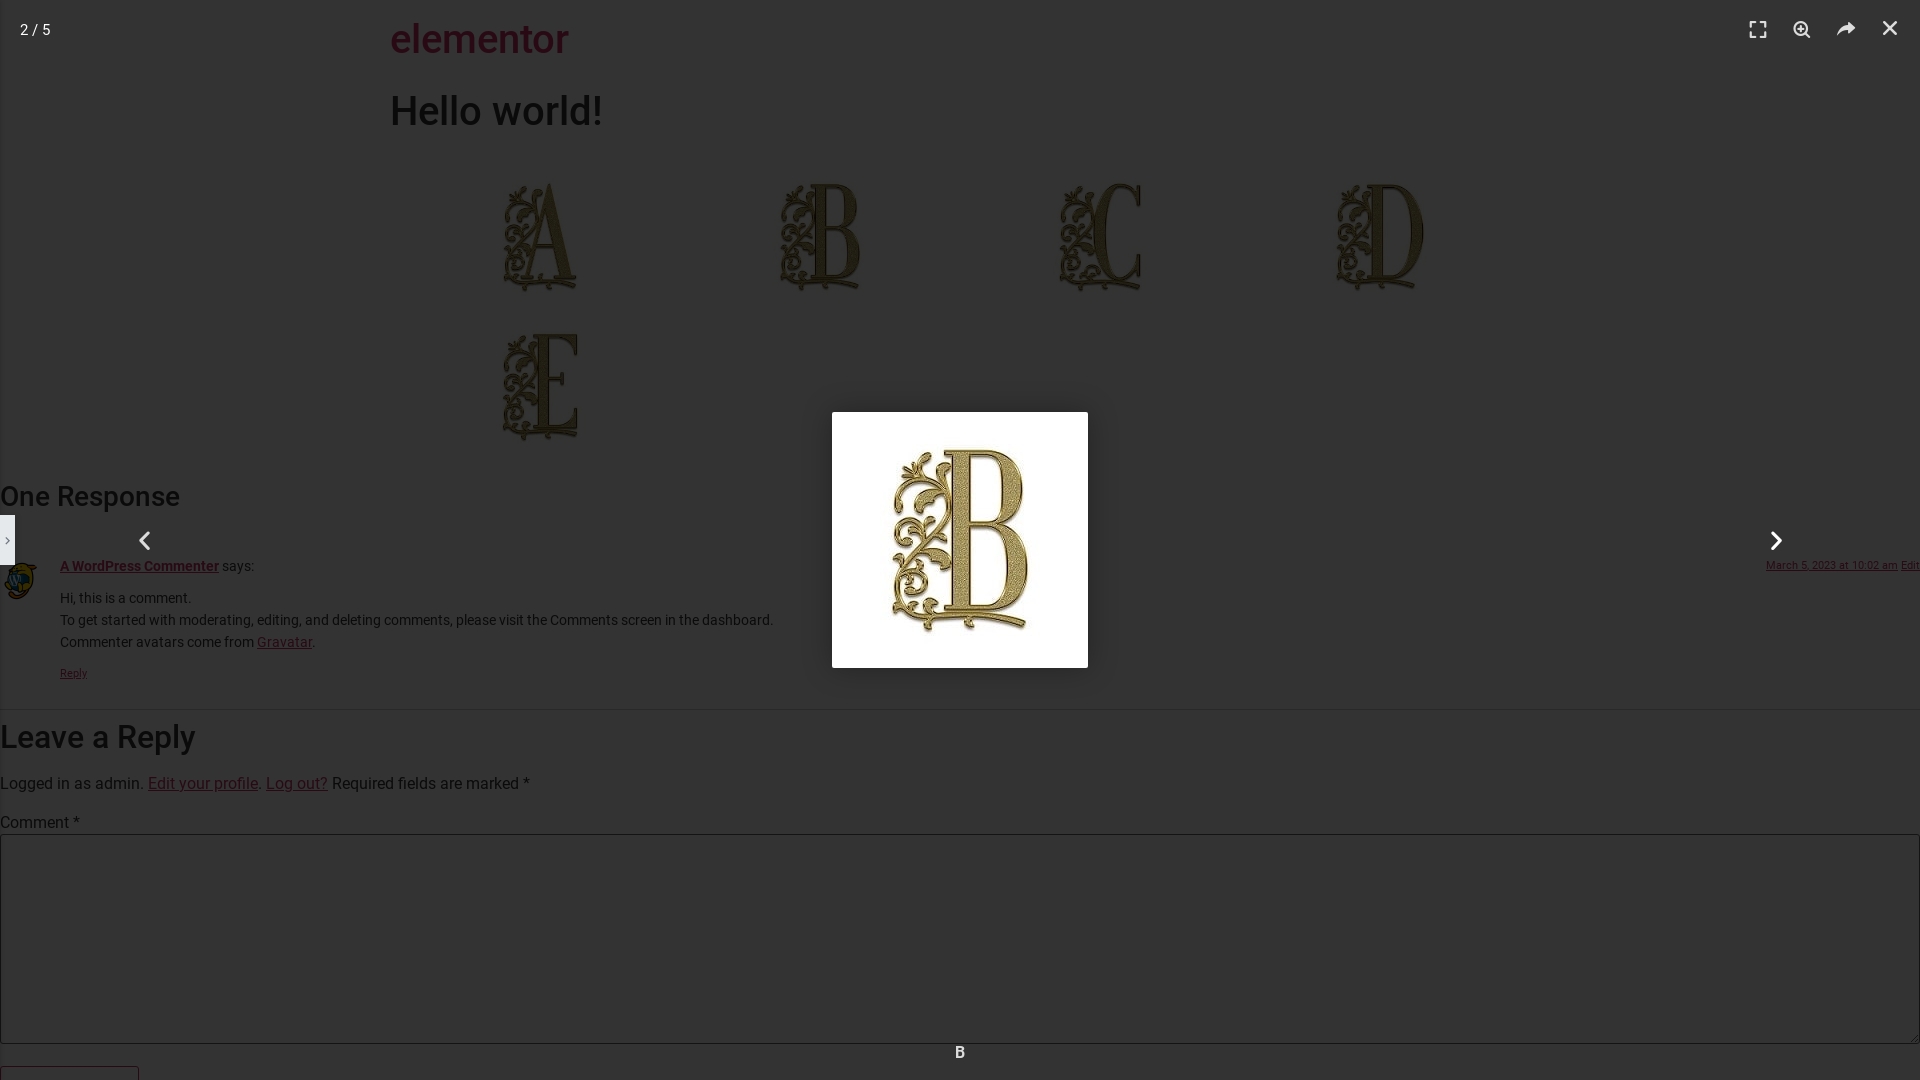 2 / 5
elementor
Hello world!
A B C D
E
B
One Response
A WordPress Commenter says:
March 5, 2023 at 10:02 am Edit
Hi, this is a comment.
To get started with moderating, editing, and deleting comments, please visit the Comments screen in the dashboard.
Commenter avatars come from Gravatar.
Reply
Leave a Reply
Logged in as admin. Edit your profile. Log out? Required fields are marked *
Comment *
B